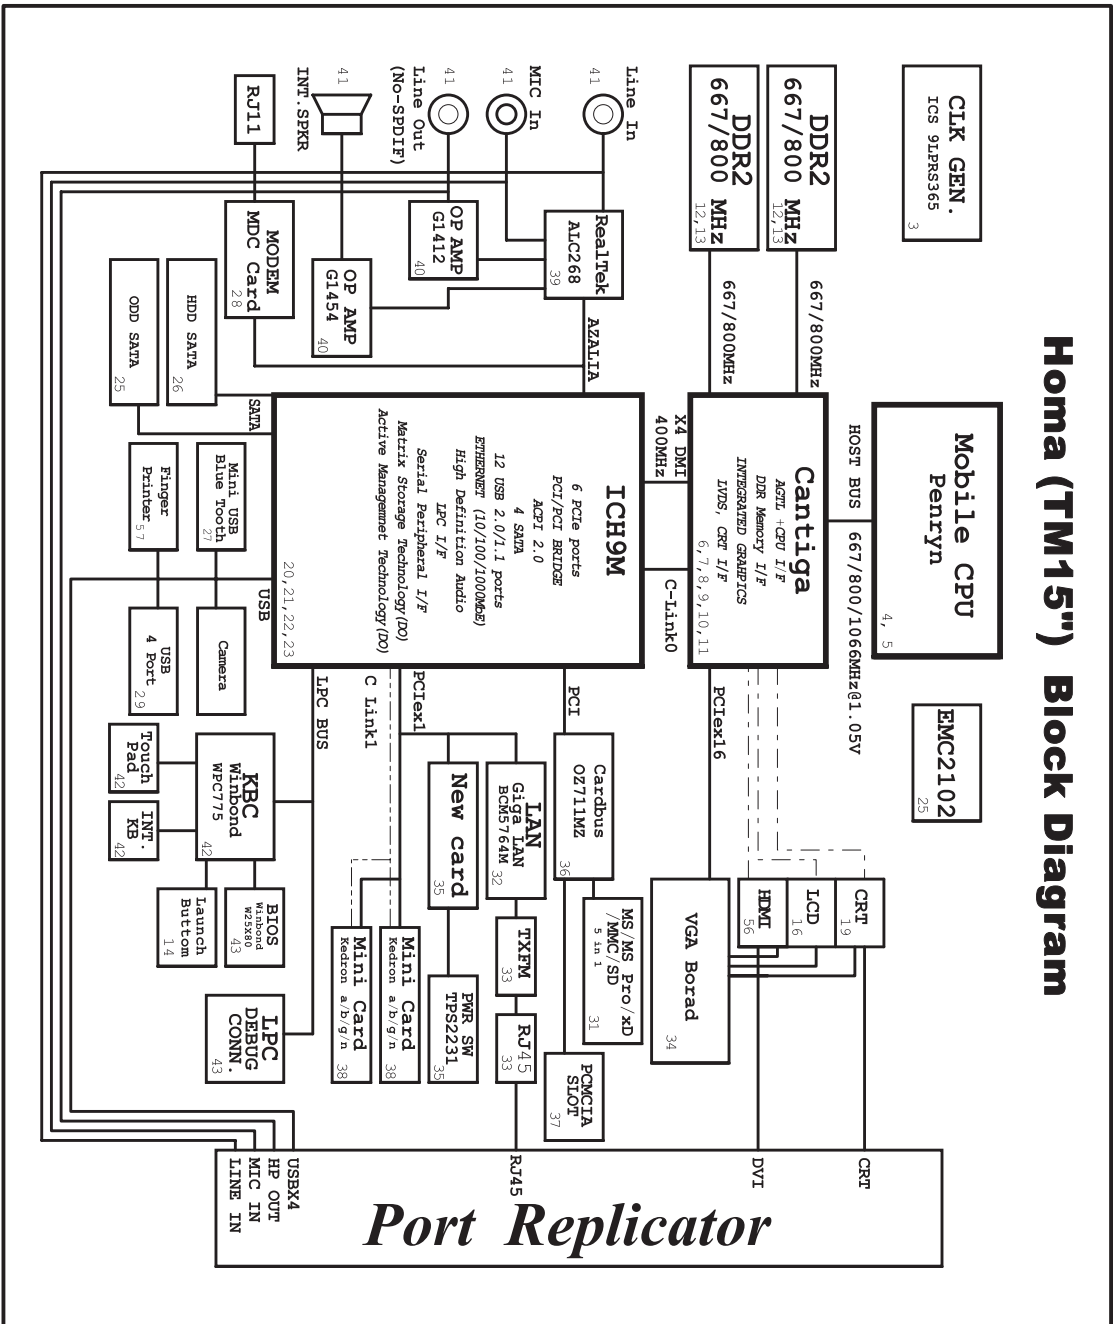 Homa (TM15") Block Diagram
CLK GEN.
ICS 9LPRS365
3
Mobile CPU
Penryn
4, 5
EMC2102
25
HOST BUS
667/800/1066MHz@1.05V
DDR2
667/800 MHz
12,13
667/800MHz
DDR2
667/800 MHz
12,13
667/800MHz
Cantiga
AGTL +CPU I/F
DDR Memory I/F
INTEGRATED GRAHPICS
LVDS, CRT I/F
6,7,8,9,10,11
PCIex16
CRT
19
LCD
16
HDMI
56
VGA Borad
34
X4 DMI
400MHz
C-Link0
Line In
41
MIC In
41
Line Out
(No-SPDIF)
41
INT.SPKR
41
RJ11
RealTek
ALC268
39
OP AMP
G1412
40
OP AMP
G1454
40
MODEM
MDC Card
28
AZALIA
HDD SATA
26
ODD SATA
25
SATA
ICH9M
6 PCIe ports
PCI/PCI BRIDGE
ACPI 2.0
4 SATA
12 USB 2.0/1.1 ports
ETHERNET (10/100/1000MbE)
High Definition Audio
LPC I/F
Serial Peripheral I/F
Matrix Storage Technology(DO)
Active Managemnet Technology(DO)
20,21,22,23
PCI
Cardbus
OZ711MZ
36
MS/MS Pro/xD
/MMC/SD
5 in 1
31
PCMCIA
SLOT
37
PCIex1
C Link1
LAN
Giga LAN
BCM5764M
32
TXFM
33
RJ45
33
New card
35
PWR SW
TPS2231
35
Mini Card
Kedron a/b/g/n
38
Mini Card
Kedron a/b/g/n
38
LPC BUS
USB
Mini USB
Blue Tooth
27
Finger
Printer
57
Camera
USB
4 Port
29
KBC
Winbond
WPC775
42
Touch
Pad
42
INT.
KB
42
BIOS
Winbond
W25X80
43
Launch
Buttom
14
LPC
DEBUG
CONN.
43
CRT
DVI
RJ45
USBX4
HP OUT
MIC IN
LINE IN
Port Replicator